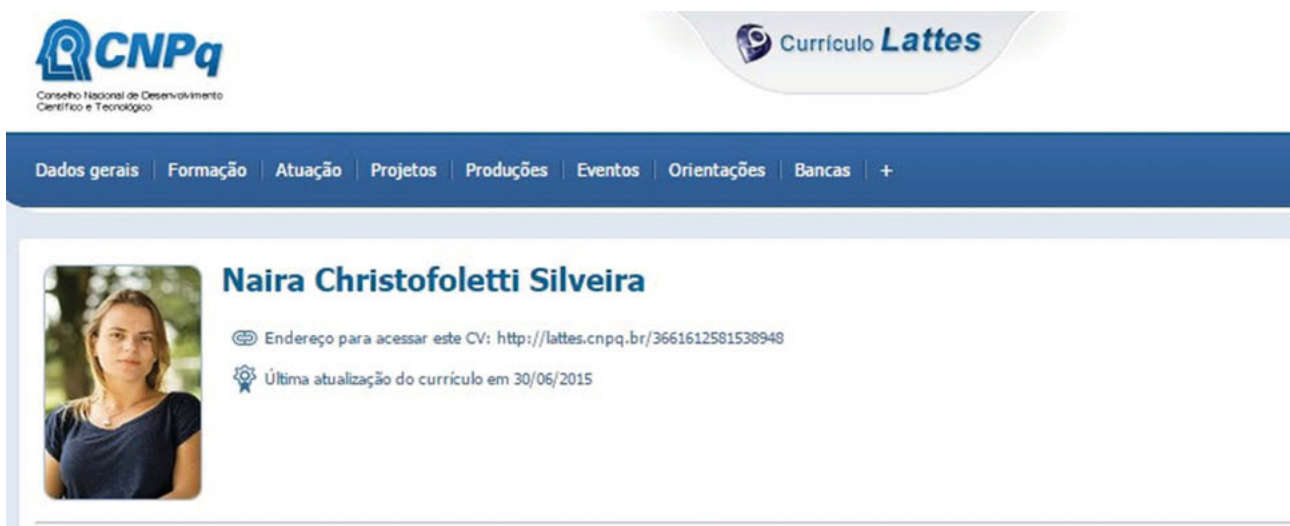 CNPq
Conselho Nacional de Desenvolvimento
Científico e Tecnológico
Currículo Lattes
Dados gerais | Formação | Atuação | Projetos | Produções | Eventos | Orientações | Bancas | +
Naira Christofoletti Silveira
Endereço para acessar este CV: http://lattes.cnpq.br/3661612581538948
Última atualização do currículo em 30/06/2015